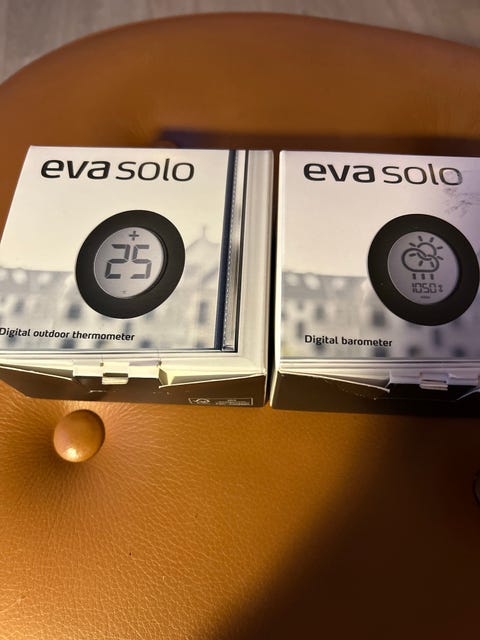 eva solo
+
25
Digital outdoor thermometer
eva solo
1050
Digital barometer